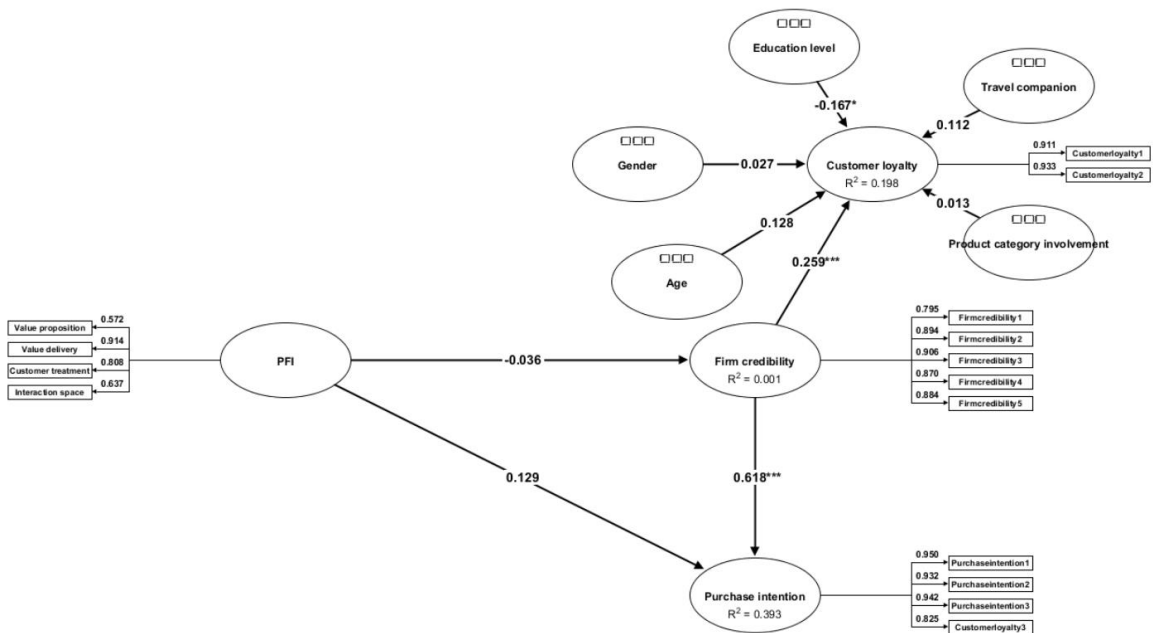 □□□
Education level
□□□
Travel companion
-0.167*
0.112
□□□
Gender
0.027
Customer loyalty
R² = 0.198
0.911
Customerloyalty1
0.933
Customerloyalty2
0.013
□□□
Product category involvement
0.128
□□□
Age
0.259***
0.572
Value proposition
0.914
Value delivery
0.808
Customer treatment
0.637
Interaction space
PFI
-0.036
Firm credibility
R² = 0.001
0.795
Firmcredibility1
0.894
Firmcredibility2
0.906
Firmcredibility3
0.870
Firmcredibility4
0.884
Firmcredibility5
0.129
0.618***
Purchase intention
R² = 0.393
0.950
Purchaseintention1
0.932
Purchaseintention2
0.942
Purchaseintention3
0.825
Customerloyalty3